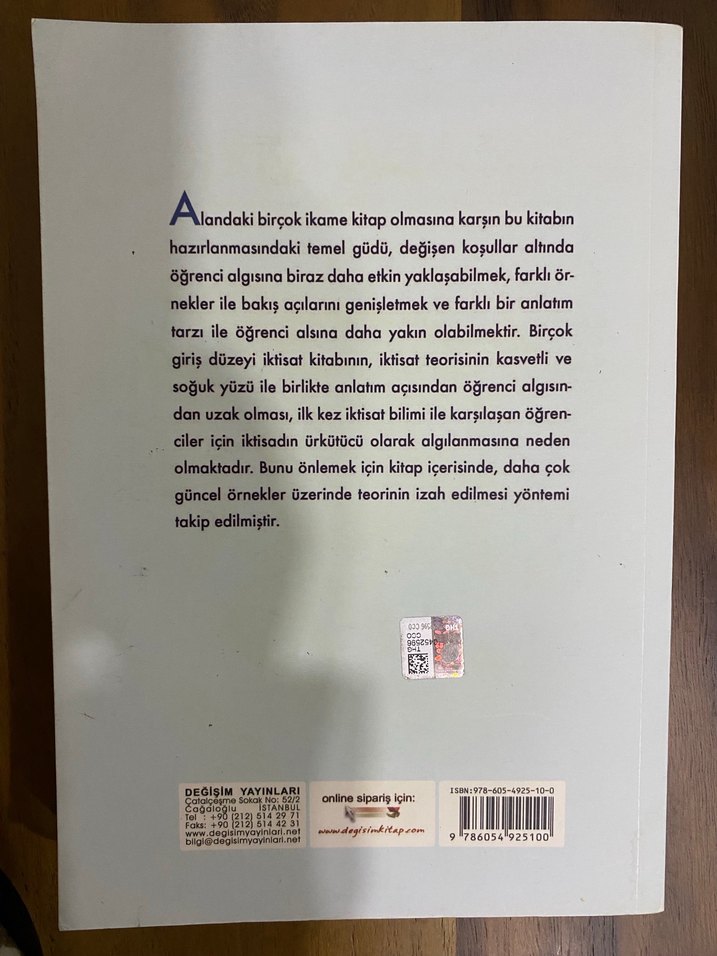 Alandaki birçok ikame kitap olmasına karşın bu kitabın
hazırlanmasındaki temel güdü, değişen koşullar altında
öğrenci algısına biraz daha etkin yaklaşabilmek, farklı ör-
nekler ile bakış açılarını genişletmek ve farklı bir anlatım
tarzı ile öğrenci alsına daha yakın olabilmektir. Birçok
giriş düzeyi iktisat kitabının, iktisat teorisinin kasvetli ve
soğuk yüzü ile birlikte anlatım açısından öğrenci algısın-
dan uzak olması, ilk kez iktisat bilimi ile karşılaşan öğren-
ciler için iktisadın ürkütücü olarak algılanmasına neden
olmaktadır. Bunu önlemek için kitap içerisinde, daha çok
güncel örnekler üzerinde teorinin izah edilmesi yöntemi
takip edilmiştir.
THG
CCO
0452596
DEĞİŞİM YAYINLARI
Çatalçeşme Sokak No: 52/2
Cağaloğlu İSTANBUL
Tel : +90 (212) 514 29 71
Faks: +90 (212) 514 42 31
www.degisimyayinlari.net
bilgi@degisimyayinlari.net
online sipariş için:
www.degisimkitap.com
ISBN: 978-605-4925-10-0
9 786054 925100